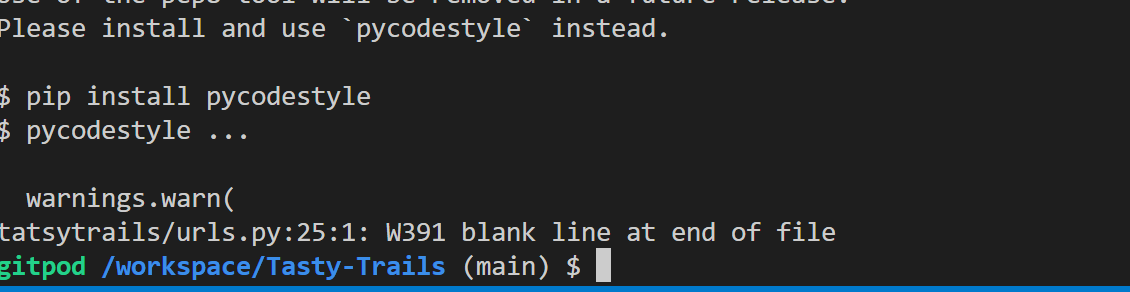 Please install and use `pycodestyle` instead.
$ pip install pycodestyle
$ pycodestyle ...
warnings.warn(
tatsytrails/urls.py:25:1: W391 blank line at end of file
gitpod /workspace/Tasty-Trails (main) $